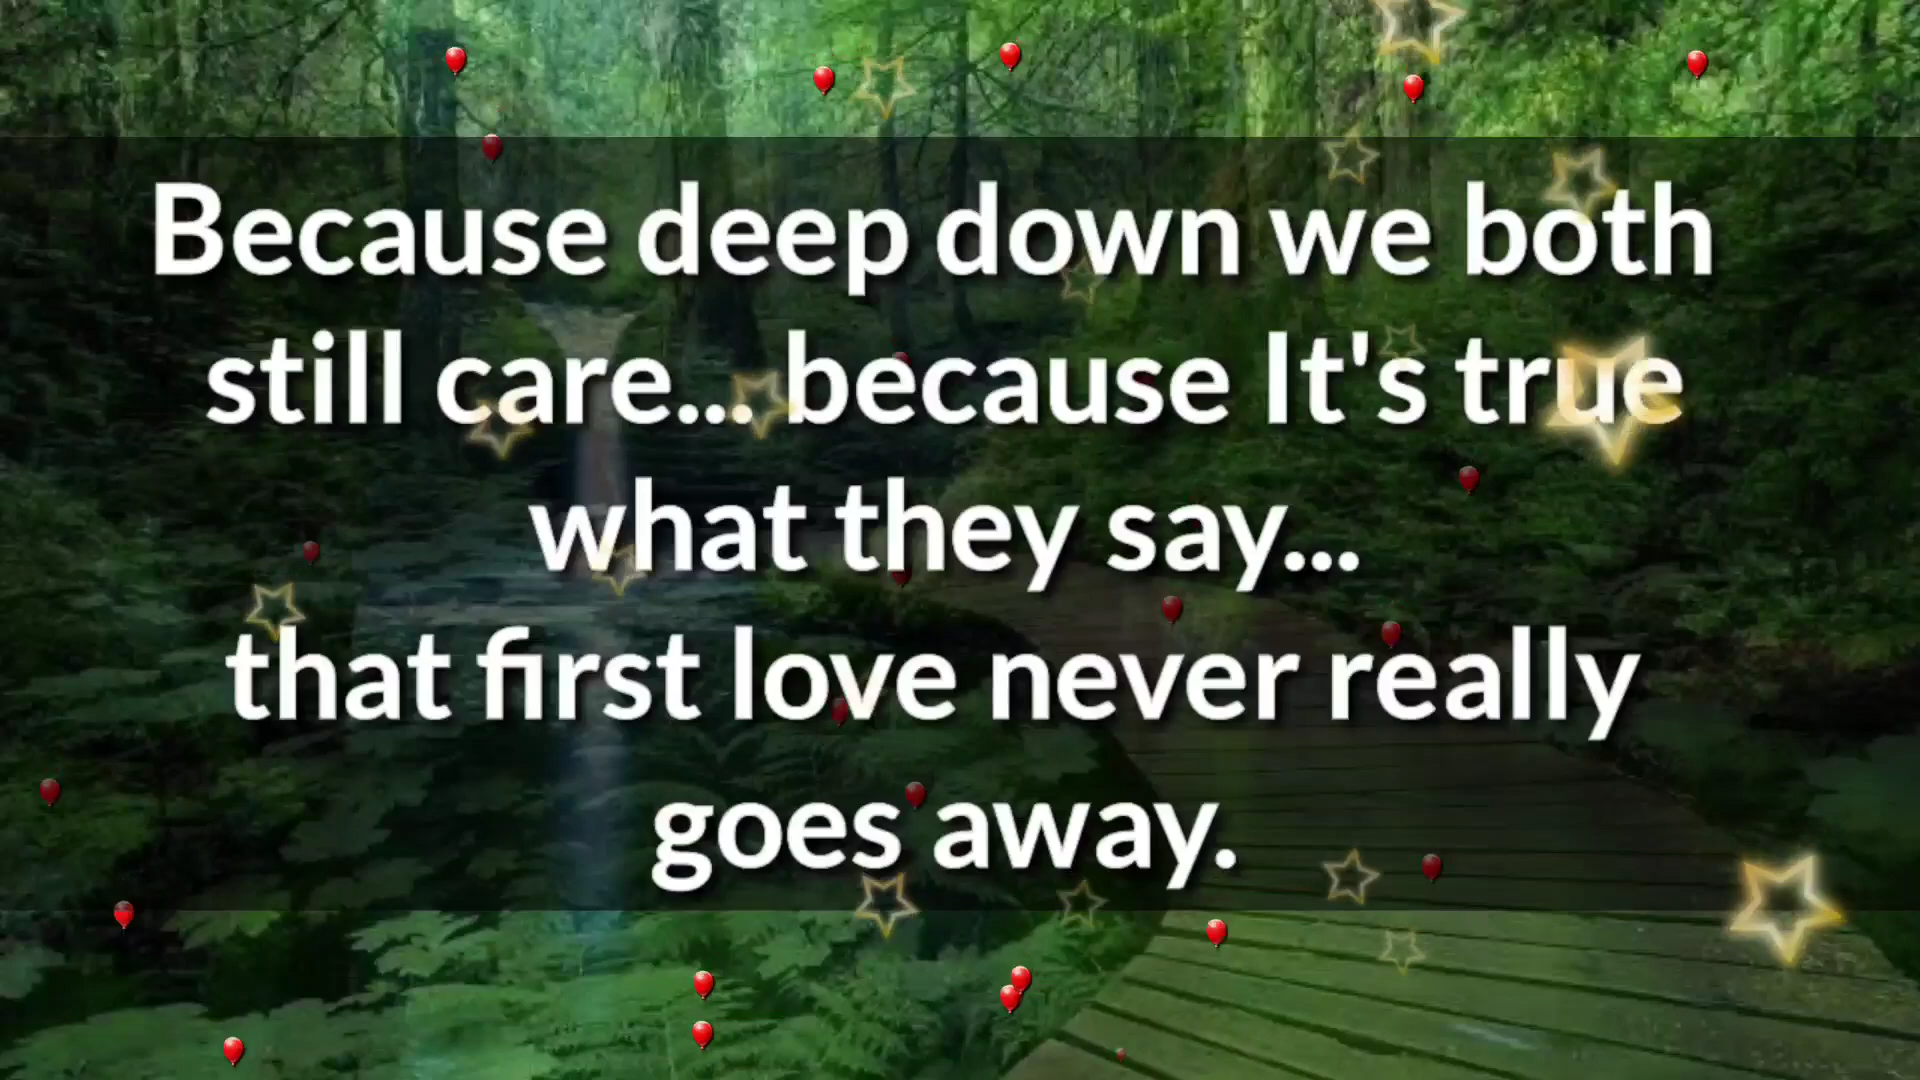 Because deep down we both
still care... because It's true
what they say...
that first love never really
goes away.